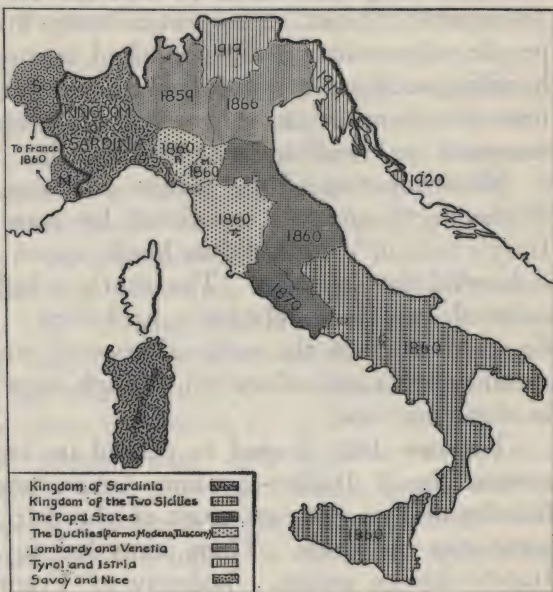 1919
S
KINGDOM
OF
SARDINIA
1859
1866
To France
1860
N
1860
P
1860
M
1920
1860
T
1860
1870
1860
1860
Kingdom of Sardinia
Kingdom of the Two Sicilies
The Papal States
The Duchies (Parma, Modena, Tuscany)
Lombardy and Venetia
Tyrol and Istria
Savoy and Nice